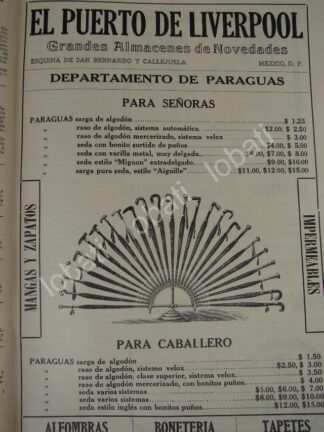 EL PUERTO DE LIVERPOOL
Grandes Almacenes de Novedades
ESQUINA DE SAN BERNARDO Y CALLEJUELA MEXICO, D. F.
DEPARTAMENTO DE PARAGUAS
PARA SEÑORAS
PARAGUAS sarga de algodón $ 1.25
„ raso de algodón, sistema automático. $2.00, $ 2.50
„ raso de algodón mercerizado, sistema velox $ 3.00
„ seda con bonito surtido de puños $4.00, $ 5.00
„ seda con varilla metal, muy delgada.. 6.00, $7.00, $ 8.00
„ seda estilo "Mignon" extradelgado. $9.00, $10.00
„ sarga pura seda, estilo "Aiguille" $11.00, $12.00, $15.00
MANGAS Y ZAPATOS
IMPERMEABLES
lobati lobati lobati
PARA CABALLERO
PARAGUAS sarga de algodón $ 1.50
„ raso de algodón, sistemo velox $2.50, $ 3.00
„ raso de algodón, clase superior, sistema velox. $ 3.50
„ raso de algodón mercerizado, con bonitos puños. $ 4.00
„ seda varios sistemas $5.00, $6.00, $ 7.00
„ seda varios sistemas $8.00, $9.00, $10.00
„ seda estilo inglés con bonitos puños $12.00, $15.00
ALFOMBRAS BONETERIA TAPETES